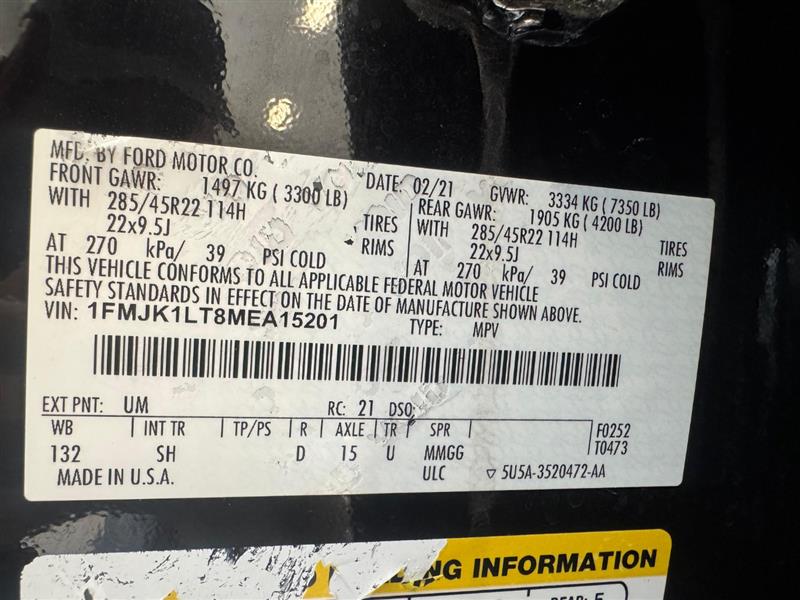 MFD. BY FORD MOTOR CO. DATE: 02/21 GVWR: 3334 KG ( 7350 LB)
FRONT GAWR: 1497 KG ( 3300 LB) REAR GAWR: 1905 KG ( 4200 LB)
WITH 285/45R22 114H TIRES WITH 285/45R22 114H TIRES
22x9.5J RIMS 22x9.5J RIMS
AT 270 kPa/ 39 PSI COLD AT 270 kPa/ 39 PSI COLD
THIS VEHICLE CONFORMS TO ALL APPLICABLE FEDERAL MOTOR VEHICLE
SAFETY STANDARDS IN EFFECT ON THE DATE OF MANUFACTURE SHOWN ABOVE.
VIN: 1FMJK1LT8MEA15201 TYPE: MPV
EXT PNT: UM RC: 21 DSO:
WB INT TR TP/PS R AXLE TR SPR F0252
132 SH D 15 U MMGG T0473
MADE IN U.S.A. ULC 5U5A-3520472-AA
ING INFORMATION
REAR: 5